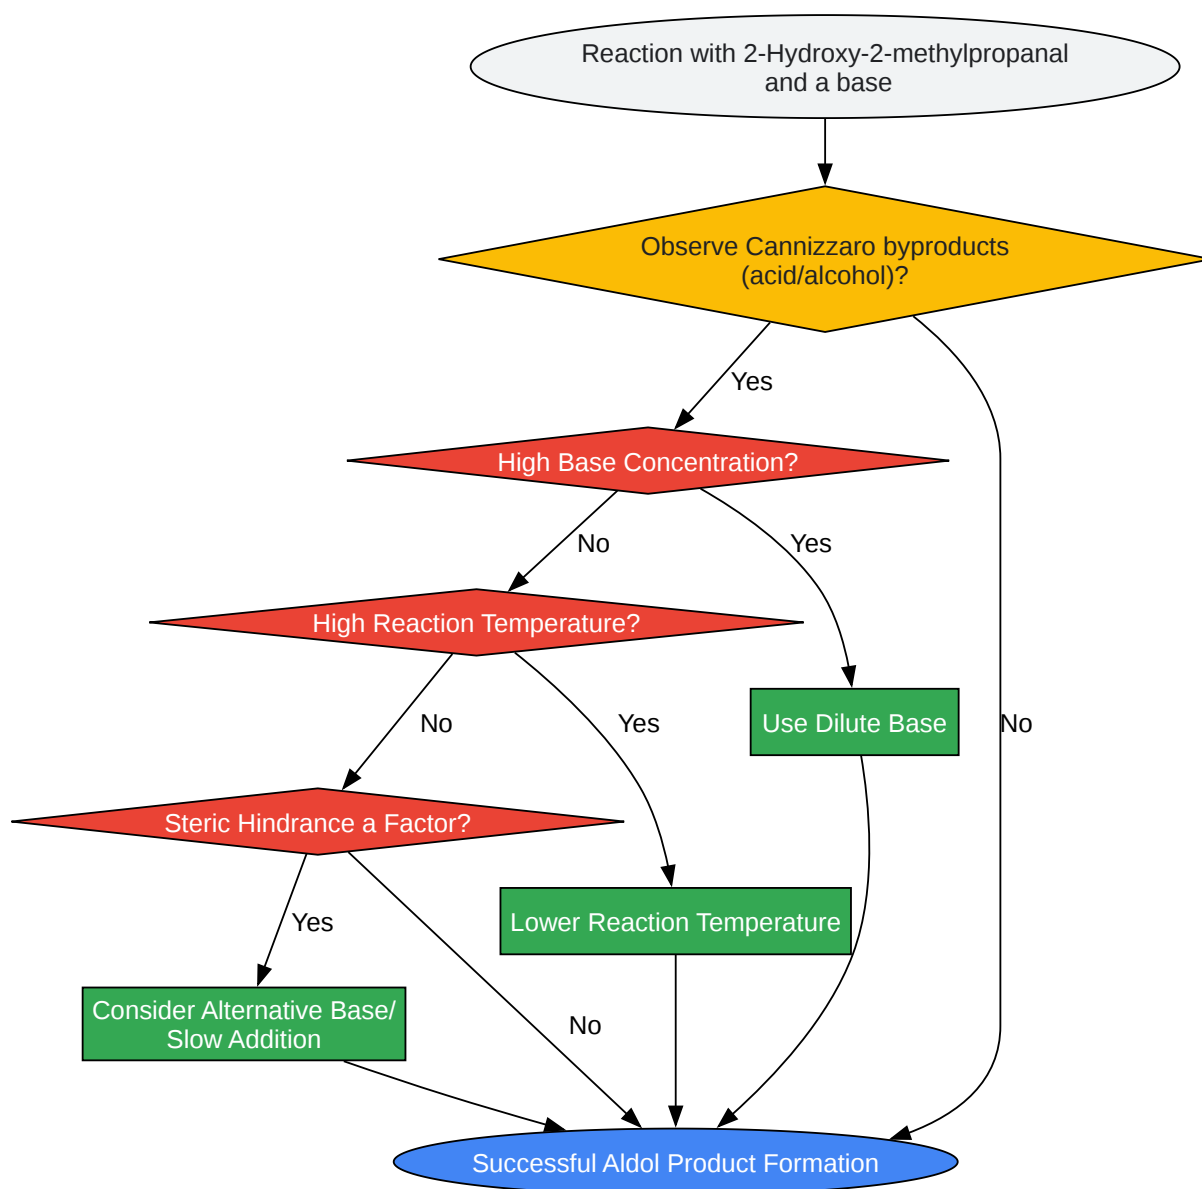 Reaction with 2-Hydroxy-2-methylpropanal
and a base
Observe Cannizzaro byproducts
(acid/alcohol)?
Yes
High Base Concentration?
No
Yes
High Reaction Temperature?
No
Yes
Use Dilute Base
No
Steric Hindrance a Factor?
Yes
Lower Reaction Temperature
Consider Alternative Base/
Slow Addition
No
Successful Aldol Product Formation